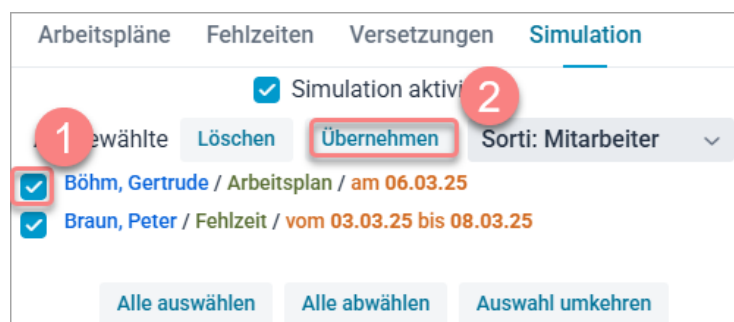 Arbeitspläne Fehlzeiten Versetzungen Simulation
Simulation aktivi 2
1 ewählte Löschen Übernehmen Sorti: Mitarbeiter
Böhm, Gertrude / Arbeitsplan / am 06.03.25
Braun, Peter / Fehlzeit / vom 03.03.25 bis 08.03.25
Alle auswählen Alle abwählen Auswahl umkehren